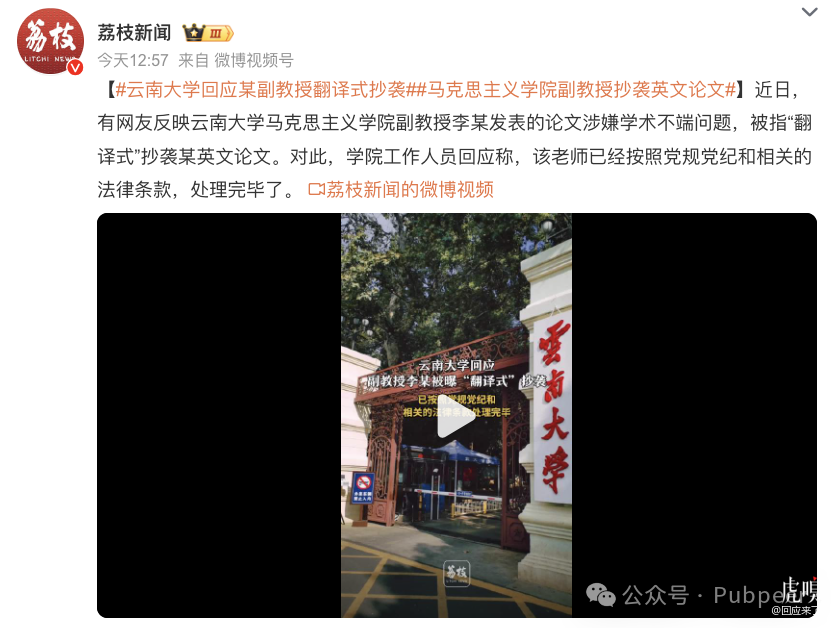 荔枝
LITCHI NEWS
荔枝新闻 III
今天12:57 来自 微博视频号
【#云南大学回应某副教授翻译式抄袭##马克思主义学院副教授抄袭英文论文#】近日，
有网友反映云南大学马克思主义学院副教授李某发表的论文涉嫌学术不端问题，被指“翻
译式”抄袭某英文论文。对此，学院工作人员回应称，该老师已经按照党规党纪和相关的
法律条款，处理完毕了。 荔枝新闻的微博视频
云南大学回应
副教授李某被曝“翻译式”抄袭
已按照党规党纪和
相关的法律条款处理完毕
雲南大学
荔枝
公众号 · Pubpe
虎嗅
@回应来了